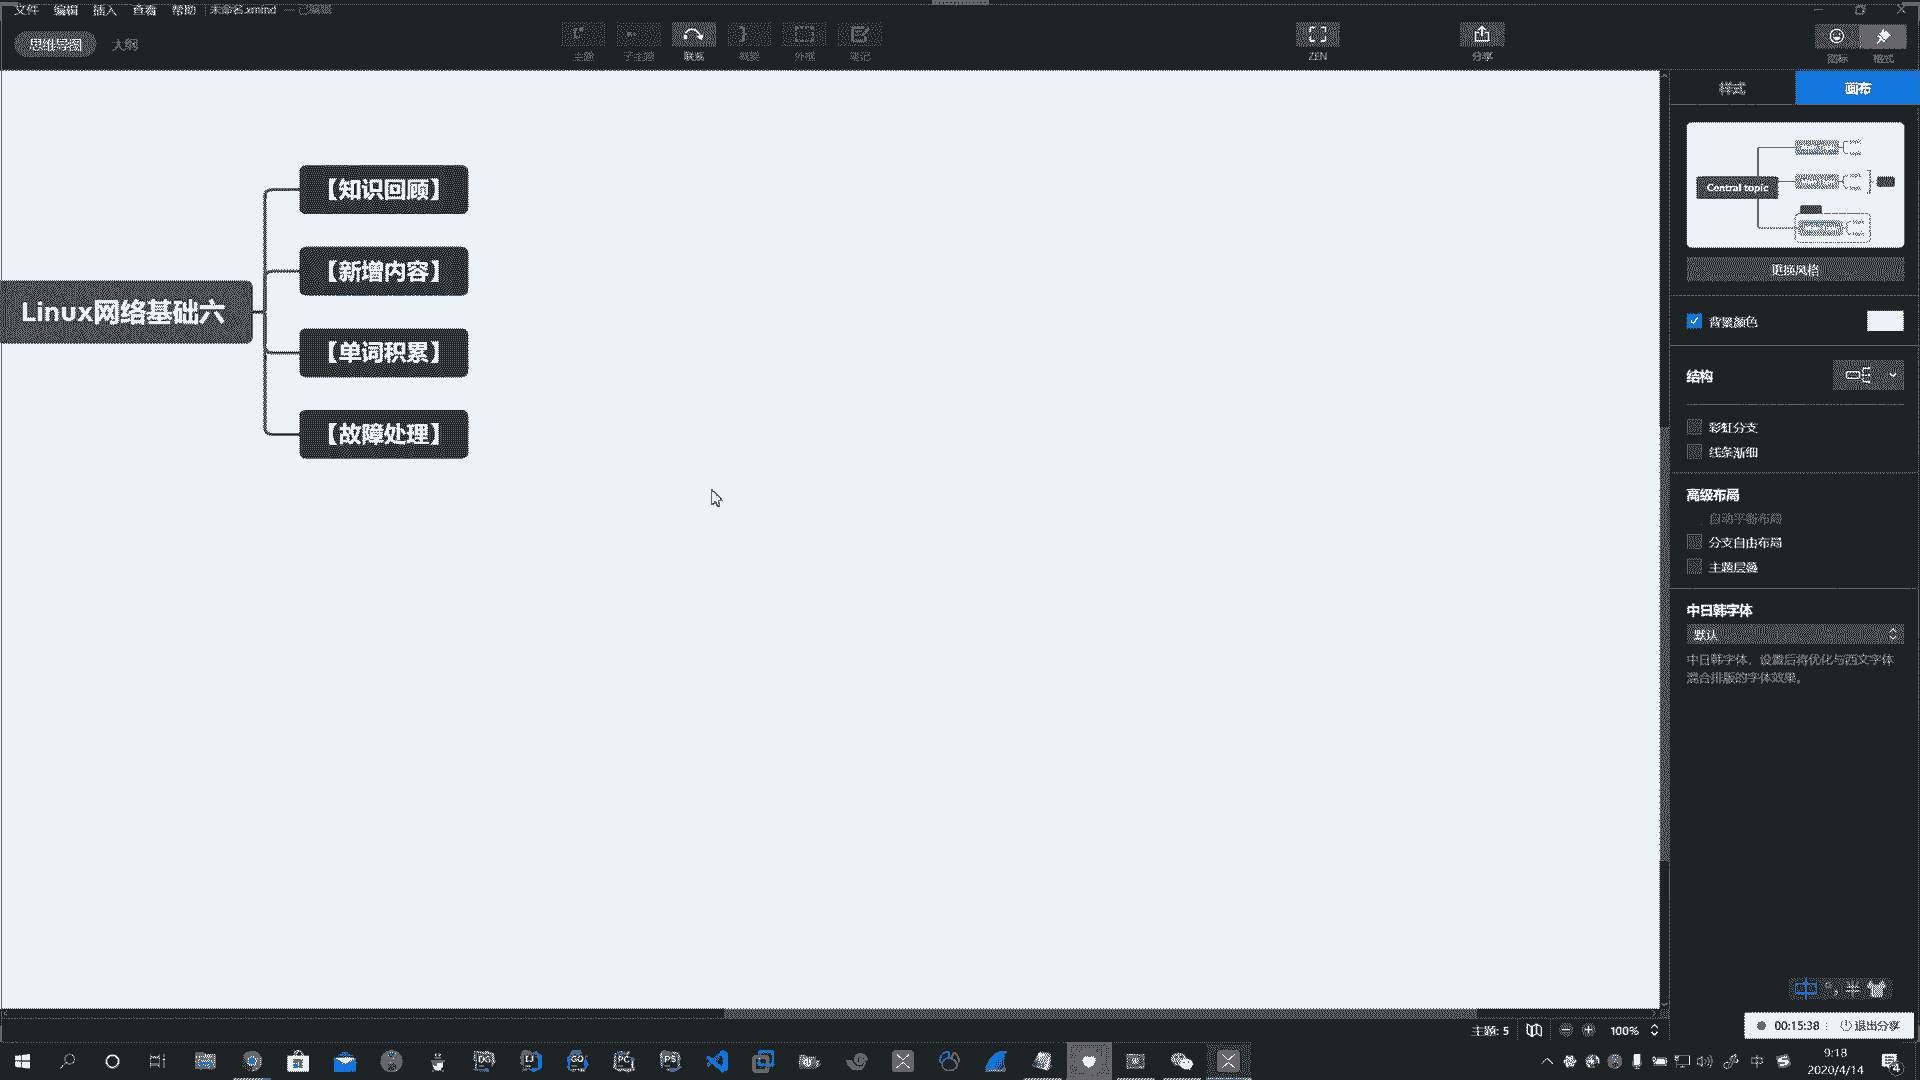 文件 编辑 插入 查看 帮助 未命名.xmind — 已编辑
思维导图 大纲
主题 子主题 联系 概要 外框 笔记 ZEN 分享 图标 格式
样式 画布
Central topic
更换风格
背景颜色
结构
彩虹分支
线条渐细
高级布局
自动平衡布局
分支自由布局
主题层叠
中日韩字体
默认
中日韩字体，设置后将优化与西文字体
混合排版的字体效果。
Linux网络基础六
【知识回顾】
【新增内容】
【单词积累】
【故障处理】
主题: 5 100%
00:15:38 退出分享
中
DG IJ GO PC PS
中
9:18
2020/4/14
4